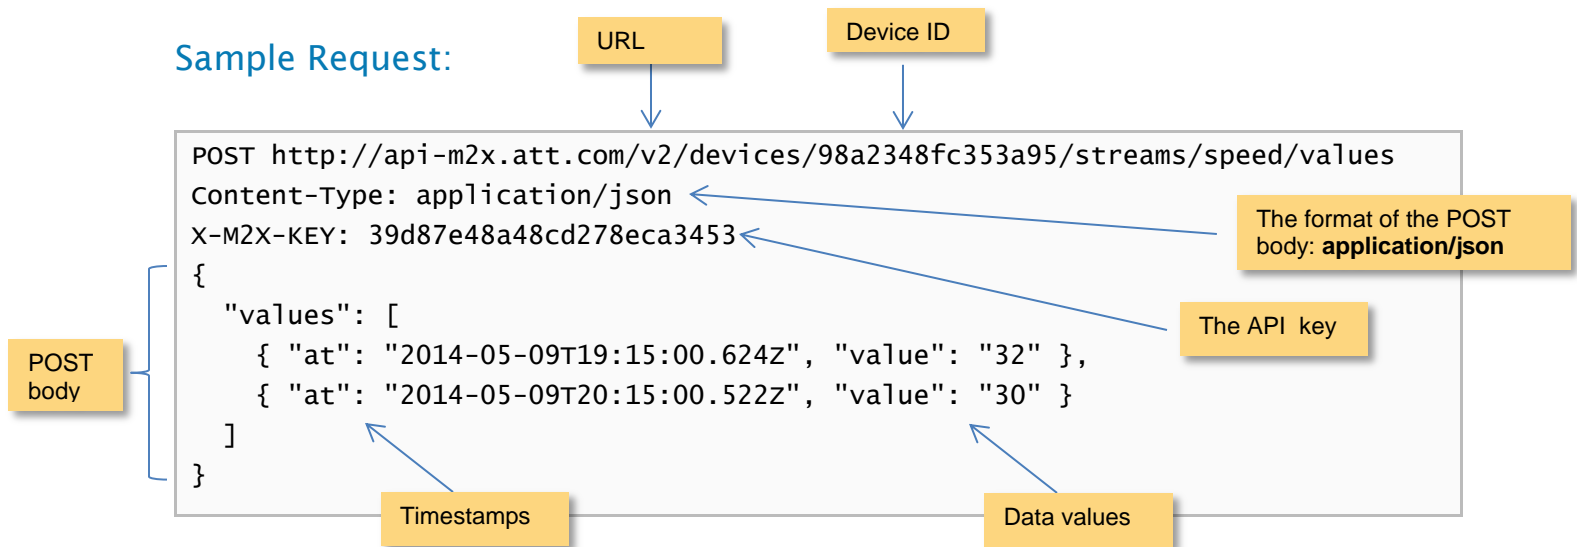 URL
Device ID
Sample Request:
POST http://api-m2x.att.com/v2/devices/98a2348fc353a95/streams/speed/values
Content-Type: application/json
The format of the POST
body: application/json
X-M2X-KEY: 39d87e48a48cd278eca3453
{
"values": [
The API key
{ "at": "2014-05-09T19:15:00.624Z", "value": "32" },
POST
body
{ "at": "2014-05-09T20:15:00.522Z", "value": "30" }
]
}
Timestamps
Data values